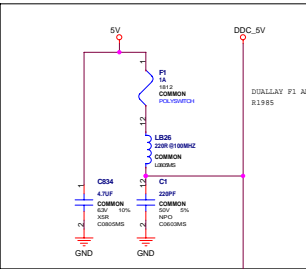 5V
DDC_5V
1
F1
1A
1812
COMMON
POLYSWITCH
DUALLAY F1 A
R1985
2
1
LB26
220R @100MHZ
COMMON
L0805MS
2
1
1
C834
4.7UF
COMMON
6.3V 10%
X5R
C0805MS
2
C1
220PF
COMMON
50V 5%
NPO
C0603MS
2
GND
GND